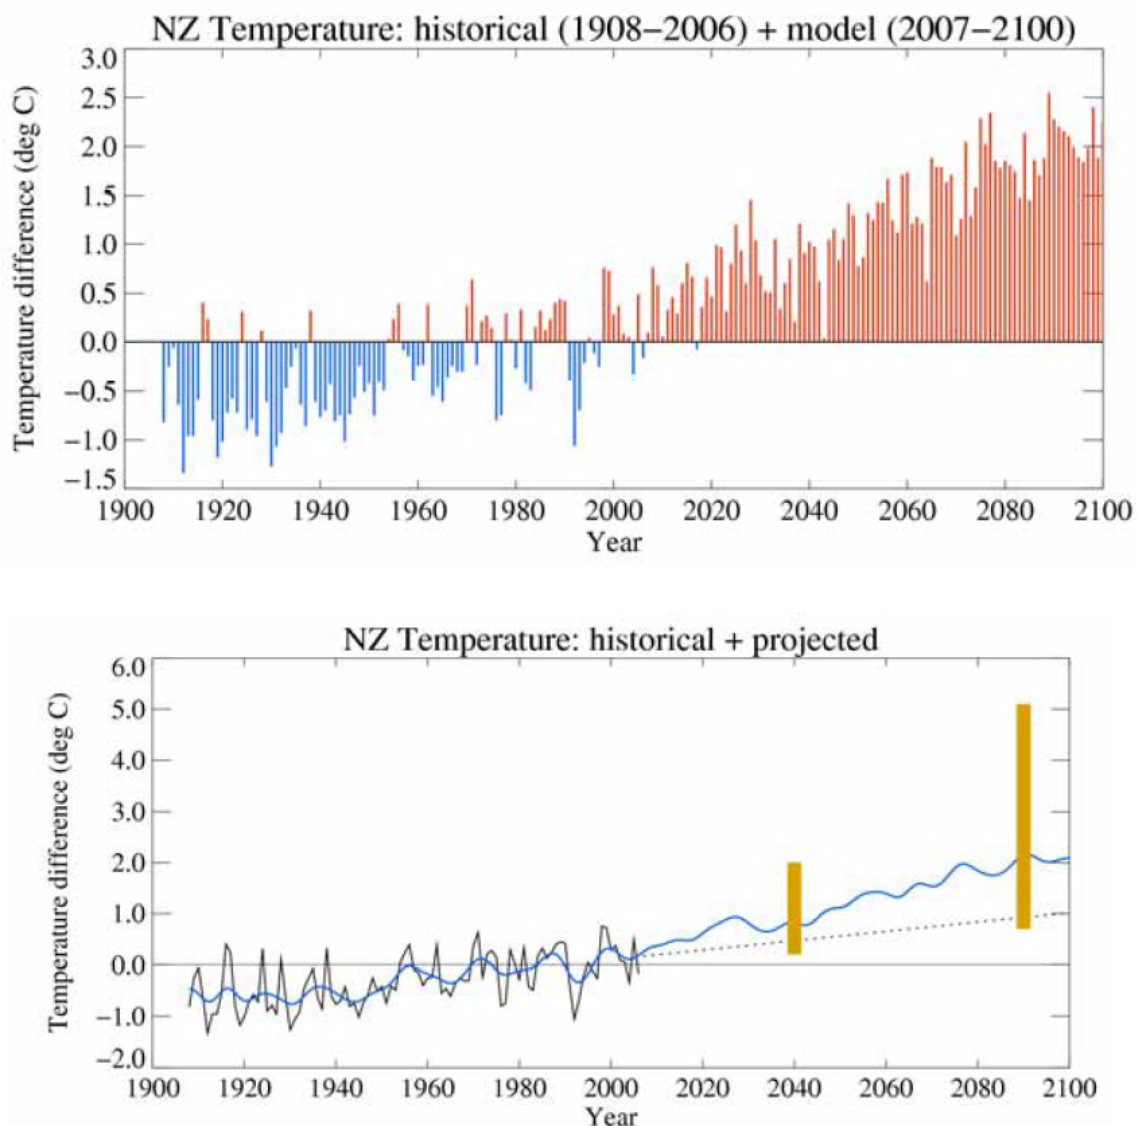 NZ Temperature: historical (1908−2006) + model (2007−2100)
Temperature difference (deg C)
3.0
2.5
2.0
1.5
1.0
0.5
0.0
−0.5
−1.0
−1.5
1900 1920 1940 1960 1980 2000 2020 2040 2060 2080 2100
Year
NZ Temperature: historical + projected
Temperature difference (deg C)
6.0
5.0
4.0
3.0
2.0
1.0
0.0
−1.0
−2.0
1900 1920 1940 1960 1980 2000 2020 2040 2060 2080 2100
Year